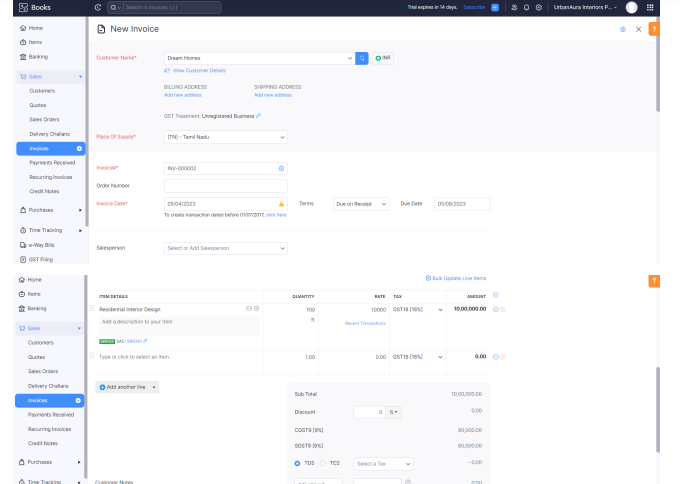 Books
Search in Invoices ( / )
Trial expires in 14 days. Subscribe
UrbanAura Interiors P...
Home
Items
Banking
Sales
Customers
Quotes
Sales Orders
Delivery Challans
Invoices
Payments Received
Recurring Invoices
Credit Notes
Purchases
Time Tracking
e-Way Bills
GST Filing
New Invoice
?
Customer Name*
Dream Homes
INR
View Customer Details
BILLING ADDRESS
SHIPPING ADDRESS
Add new address
Add new address
GST Treatment: Unregistered Business
Place Of Supply*
[TN] - Tamil Nadu
Invoice#*
INV-000002
Order Number
Invoice Date*
05/04/2023
Terms
Due on Receipt
Due Date
05/08/2023
To create transaction dated before 01/07/2017, click here
Salesperson
Select or Add Salesperson
Home
Items
Banking
Sales
Customers
Quotes
Sales Orders
Delivery Challans
Invoices
Payments Received
Recurring Invoices
Credit Notes
Purchases
Time Tracking
Bulk Update Line Items
?
ITEM DETAILS
QUANTITY
RATE
TAX
AMOUNT
Residential Interior Design
100
10000
GST18 [18%]
10,00,000.00
Add a description to your item
ft
Recent Transactions
SERVICE SAC:
Type or click to select an item.
1.00
0.00
GST18 [18%]
0.00
Add another line
Sub Total
10,00,000.00
Discount
0
%
0.00
CGST9 [9%]
90,000.00
SGST9 [9%]
90,000.00
TDS
TCS
Select a Tax
- 0.00
Customer Notes
Adjustment
0.00